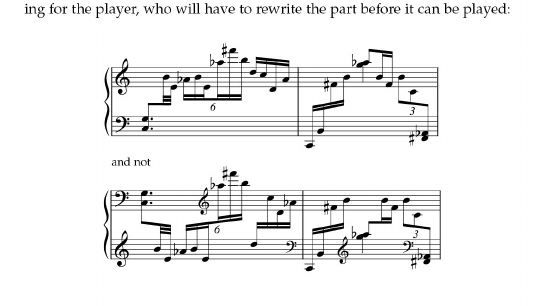 ing for the player, who will have to rewrite the part before it can be played:
6
3
and not
6
3